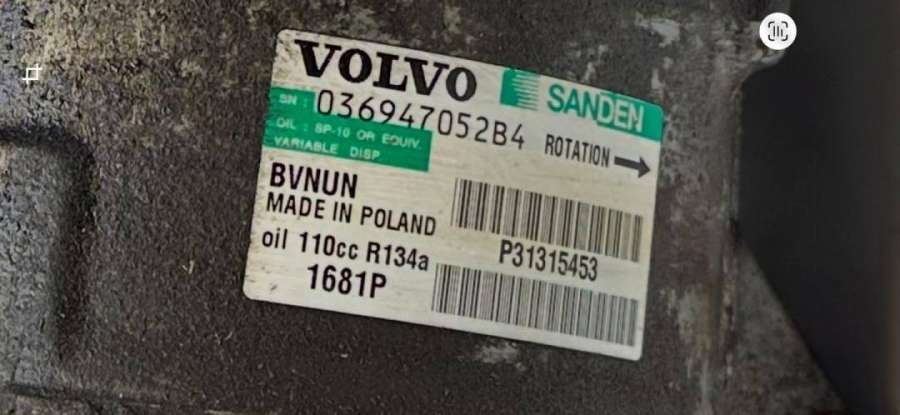 VOLVO
SANDEN
SN : 036947052B4
OIL : SP-10 OR EQUIV.
VARIABLE DISP
ROTATION
BVNUN
MADE IN POLAND
oil 110cc R134a
1681P
P31315453